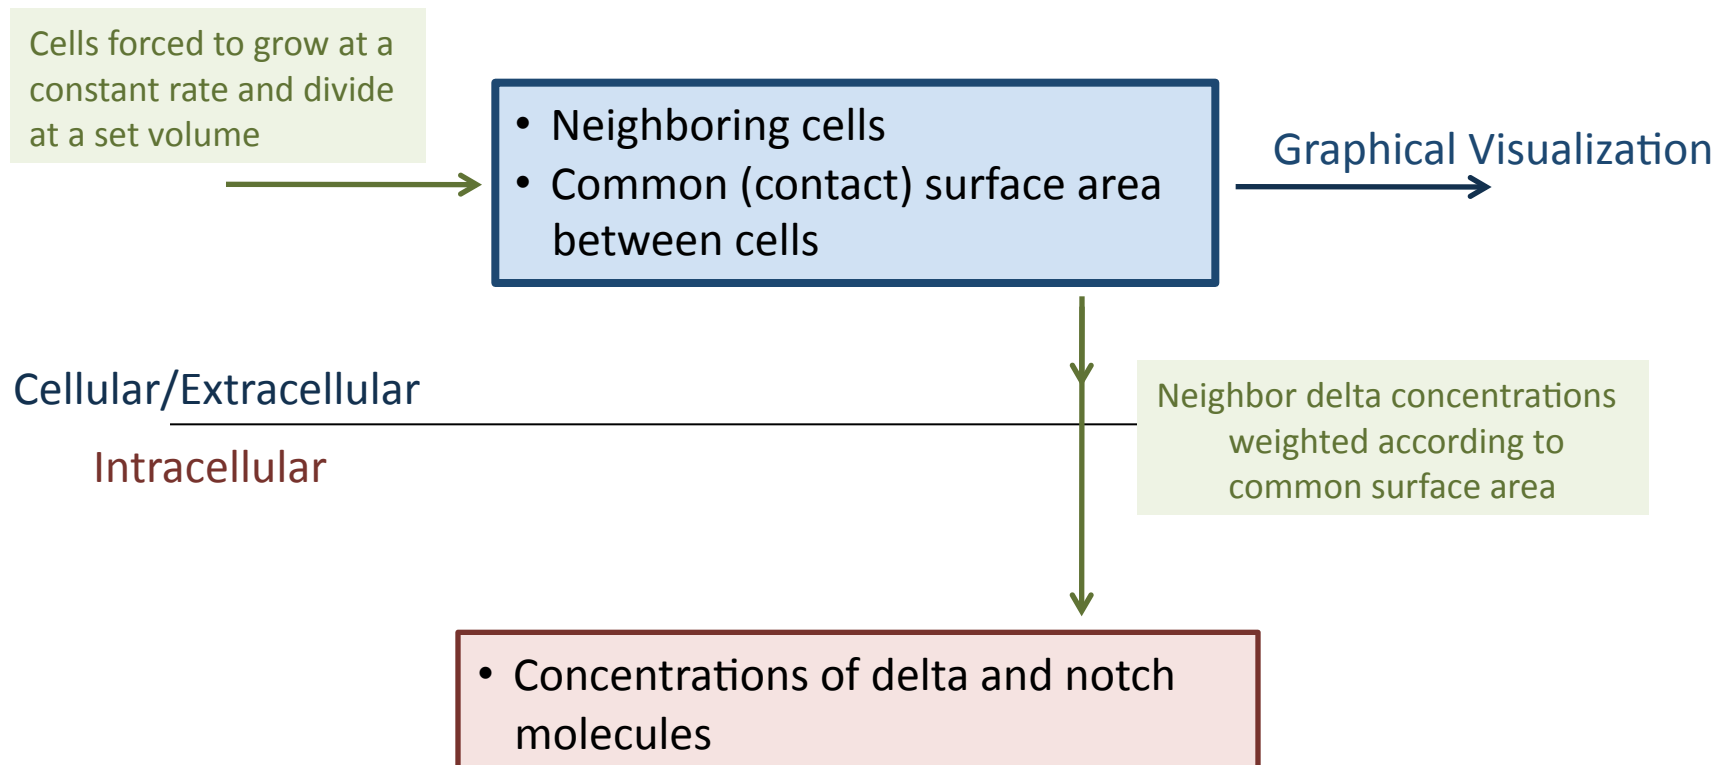 Cells forced to grow at a
constant rate and divide
at a set volume
• Neighboring cells
• Common (contact) surface area
between cells
Graphical Visualization
Cellular/Extracellular
Intracellular
Neighbor delta concentrations
weighted according to
common surface area
• Concentrations of delta and notch
molecules